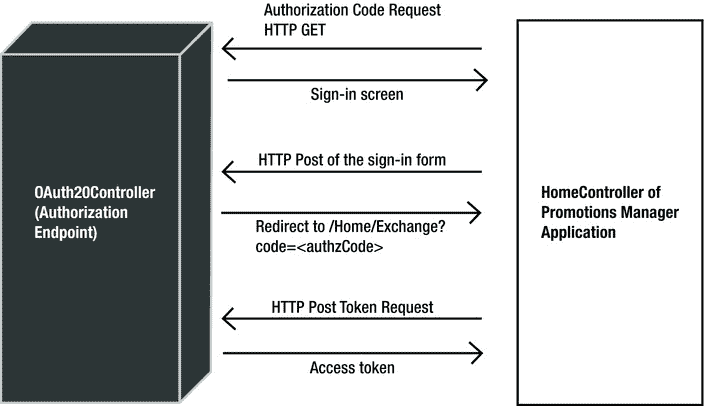 Authorization Code Request
HTTP GET
Sign-in screen
HTTP Post of the sign-in form
OAuth20Controller
(Authorization
Endpoint)
HomeController of
Promotions Manager
Application
Redirect to /Home/Exchange?
code=<authzCode>
HTTP Post Token Request
Access token